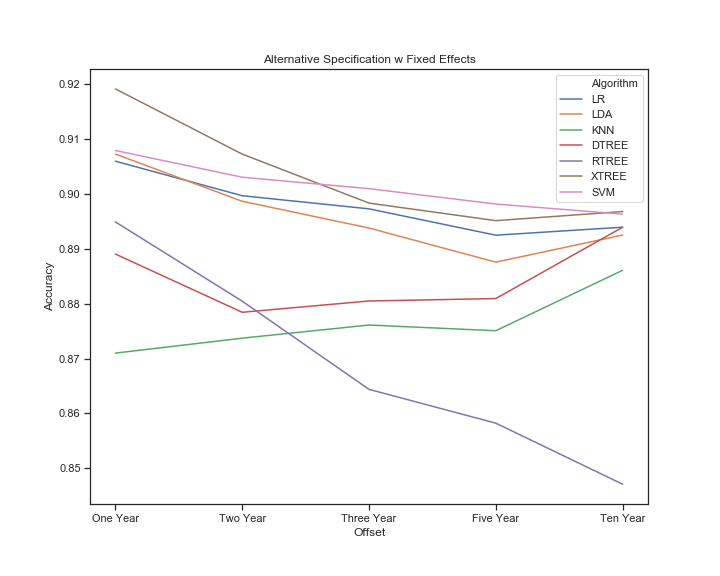 Alternative Specification w Fixed Effects
Algorithm
LR
LDA
KNN
DTREE
RTREE
XTREE
SVM
Accuracy
0.92
0.91
0.90
0.89
0.88
0.87
0.86
0.85
One Year Two Year Three Year Five Year Ten Year
Offset